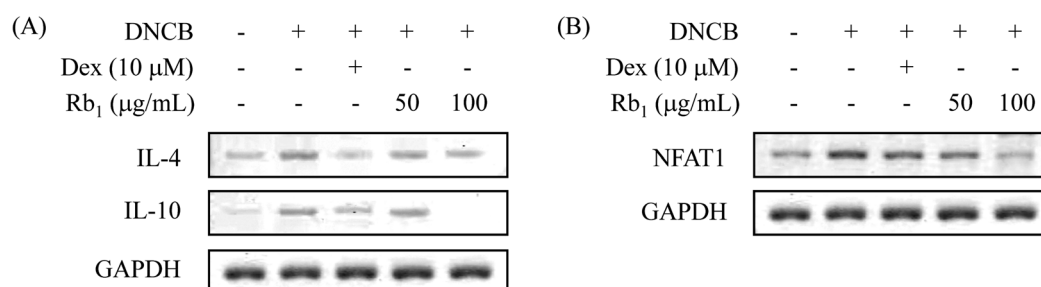 (A) DNCB - + + + +
Dex (10 μM) - - + - -
Rb₁ (μg/mL) - - - 50 100
IL-4
IL-10
GAPDH
(B) DNCB - + + + +
Dex (10 μM) - - + - -
Rb₁ (μg/mL) - - - 50 100
NFAT1
GAPDH